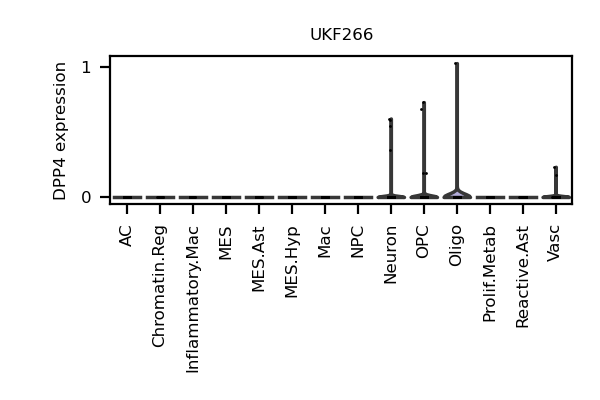 UKF266
DPP4 expression
1
0
AC
Chromatin.Reg
Inflammatory.Mac
MES
MES.Ast
MES.Hyp
Mac
NPC
Neuron
OPC
Oligo
Prolif.Metab
Reactive.Ast
Vasc